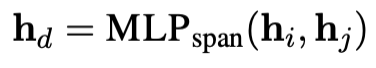 h_d = MLP_span(h_i, h_j)